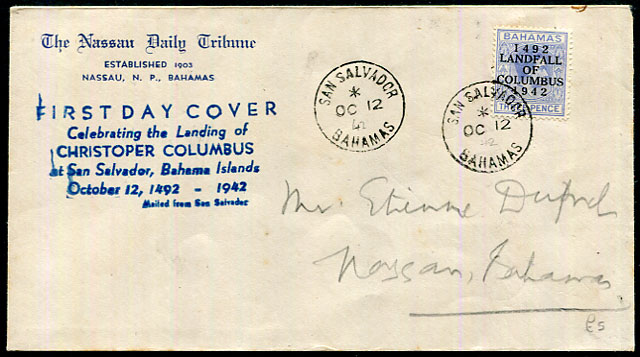 The Nassau Daily Tribune
ESTABLISHED 1903
NASSAU, N. P., BAHAMAS
FIRST DAY COVER
Celebrating the Landing of
CHRISTOPER COLUMBUS
at San Salvador, Bahama Islands
October 12, 1492 - 1942
Mailed from San Salvador
SAN SALVADOR
*
OC 12
42
BAHAMAS
BAHAMAS
1492
LANDFALL
OF
COLUMBUS
1942
PENCE
SAN SALVADOR
*
OC 12
BAHAMAS
Mr Etienne Dupuch
Nassau, Bahamas